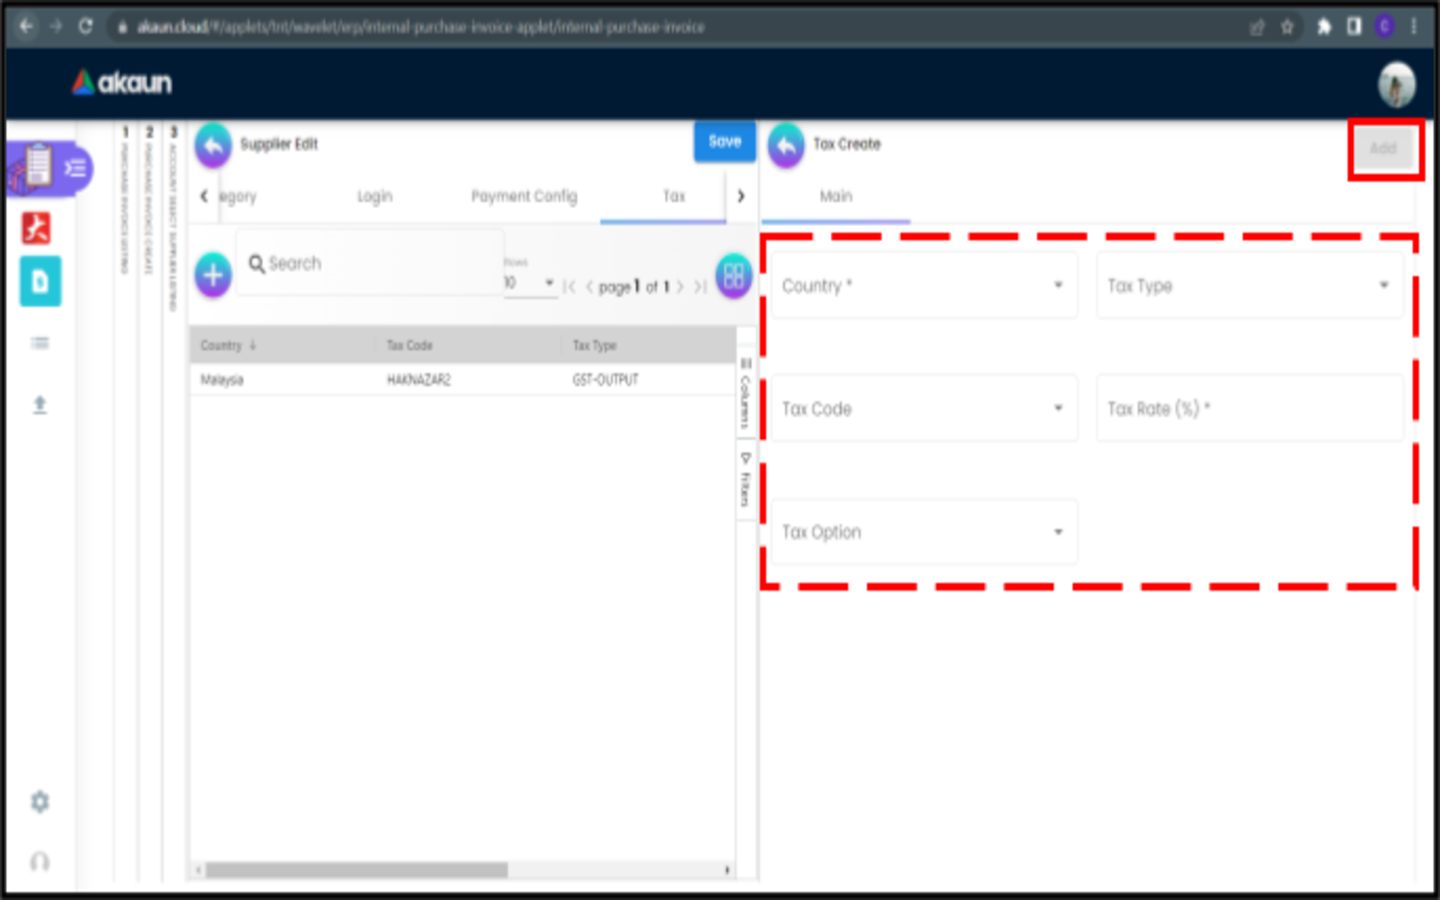 akaun.cloud/#/applets/tnt/wavelet/erp/internal-purchase-invoice-applet/internal-purchase-invoice
C
akaun
1 PURCHASE INVOICE LISTING
2 PURCHASE INVOICE CREATE
3 ACCOUNT SELECT SUPPLIER LISTING
Supplier Edit
Save
egory
Login
Payment Config
Tax
Search
Rows
10
page 1 of 1
Country
Tax Code
Tax Type
Malaysia
HAKNAZAR2
GST-OUTPUT
Columns
Filters
Tax Create
Add
Main
Country *
Tax Type
Tax Code
Tax Rate (%) *
Tax Option